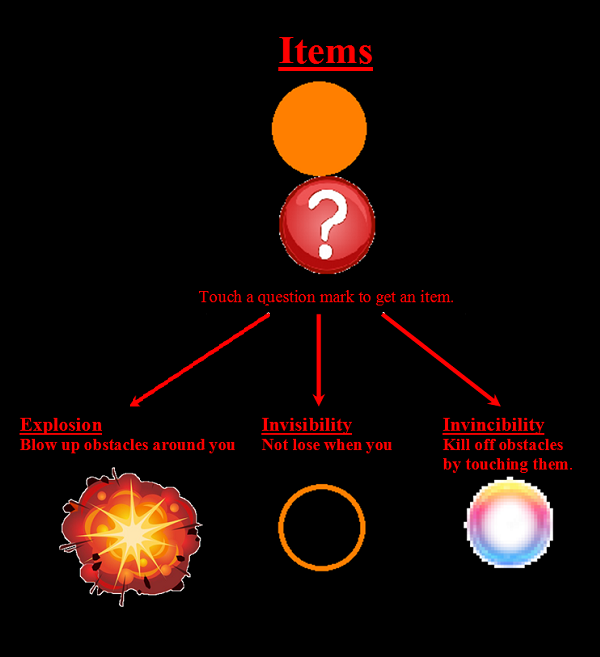 Items
?
Touch a question mark to get an item.
Explosion
Blow up obstacles around you
Invisibility
Not lose when you
Invincibility
Kill off obstacles
by touching them.